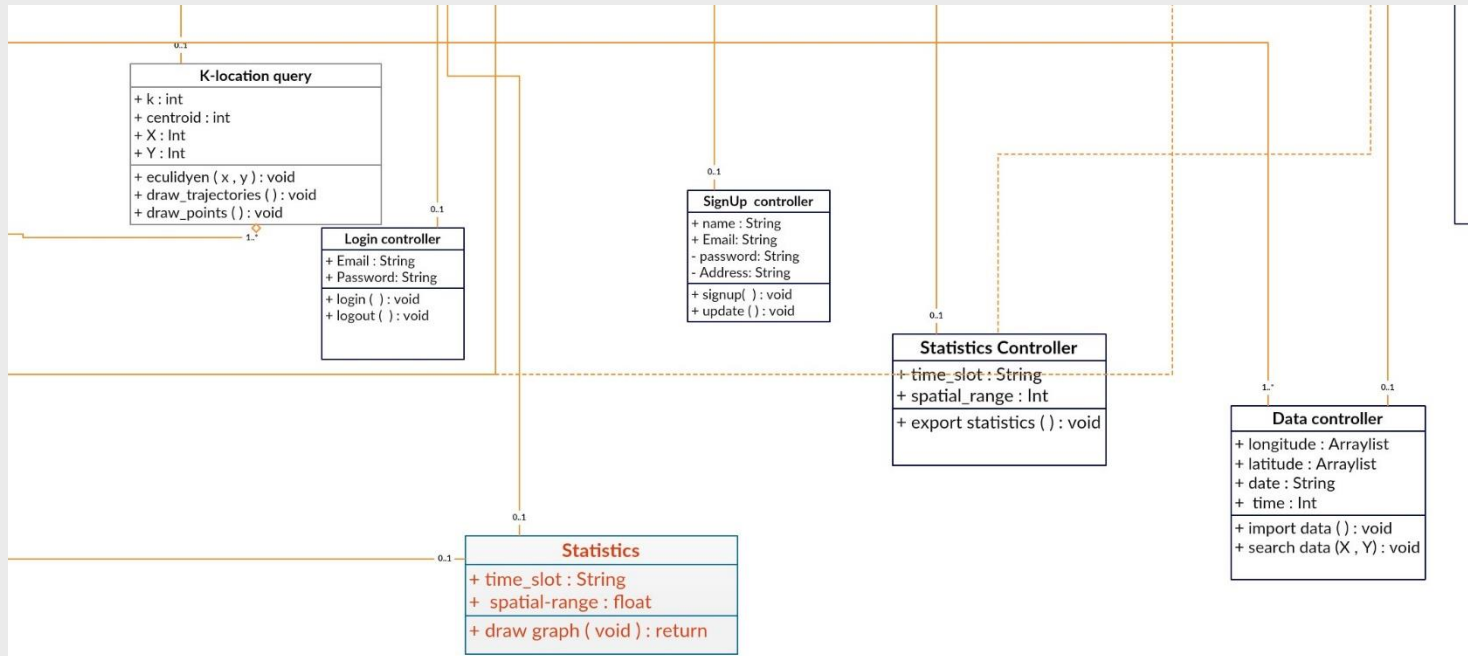 0..1
K-location query
+ k : int
+ centroid : int
+ X : Int
+ Y : Int
+ eculidyen ( x , y ) : void
+ draw_trajectories ( ) : void
+ draw_points ( ) : void
1..*
0..1
Login controller
+ Email : String
+ Password: String
+ login ( ) : void
+ logout ( ) : void
0..1
SignUp controller
+ name : String
+ Email: String
- password: String
- Address: String
+ signup( ) : void
+ update ( ) : void
0..1
Statistics Controller
+ time_slot : String
+ spatial_range : Int
+ export statistics ( ) : void
1..*
0..1
Data controller
+ longitude : Arraylist
+ latitude : Arraylist
+ date : String
+ time : Int
+ import data ( ) : void
+ search data (X , Y) : void
0..1
0..1
Statistics
+ time_slot : String
+ spatial-range : float
+ draw graph ( void ) : return